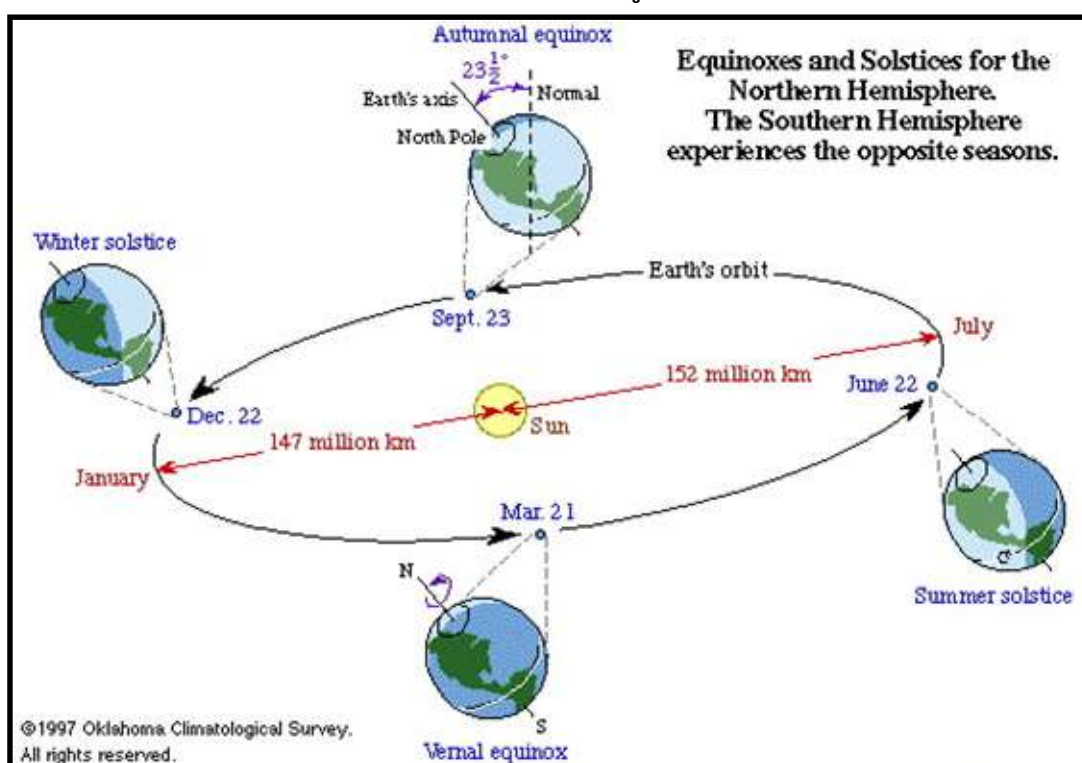 Autumnal equinox
23 1/2°
Earth's axis
Normal
North Pole
Equinoxes and Solstices for the
Northern Hemisphere.
The Southern Hemisphere
experiences the opposite seasons.
Winter solstice
Earth's orbit
Sept. 23
July
152 million km
June 22
Dec. 22
Sun
147 million km
January
Mar. 21
N
Summer solstice
S
©1997 Oklahoma Climatological Survey.
All rights reserved.
Vernal equinox